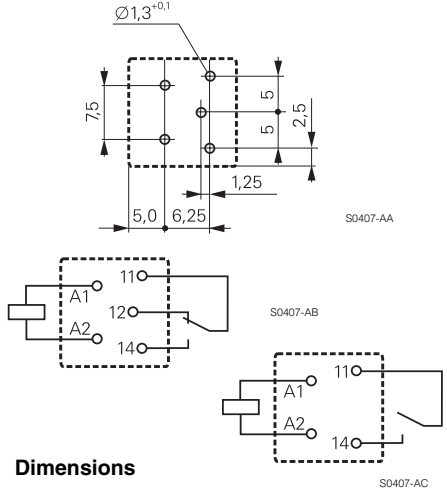 Ø1,3+0,1
7,5
5
5
2,5
1,25
5,0 6,25
S0407-AA
A1
A2
11
12
14
S0407-AB
A1
A2
11
14
Dimensions
S0407-AC